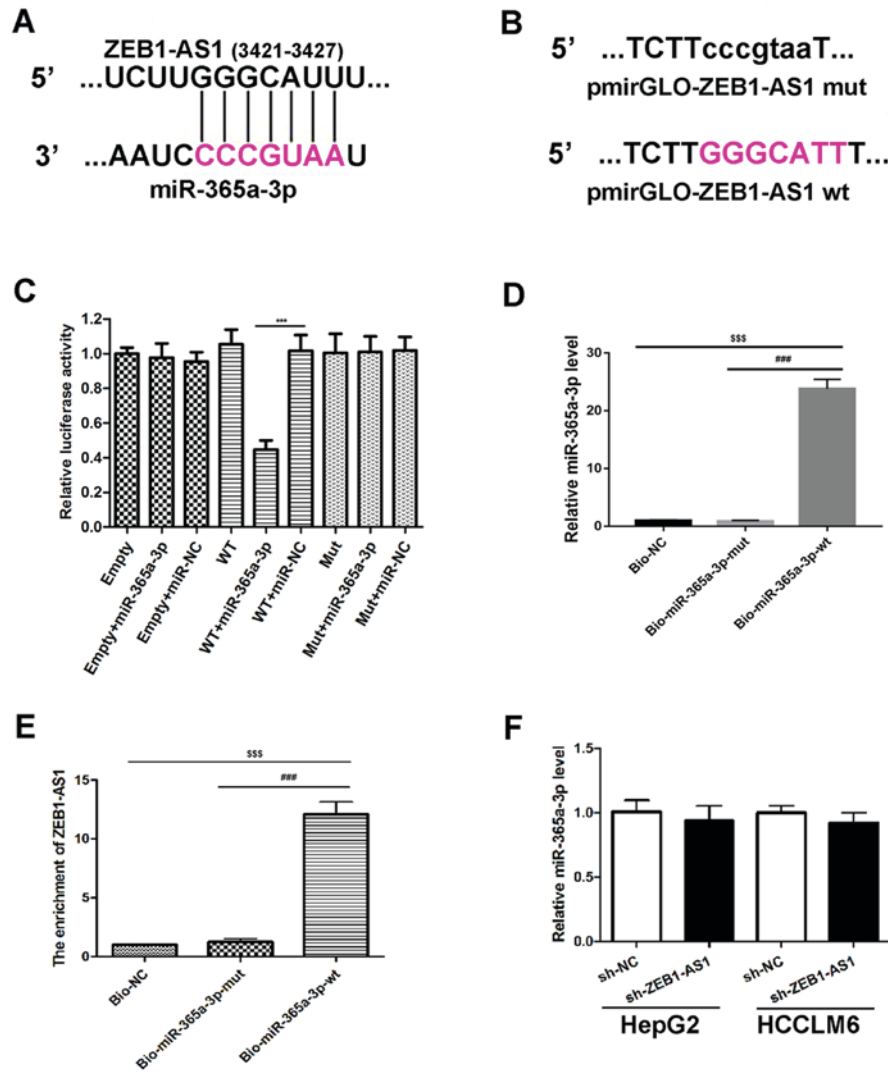 A
ZEB1-AS1 (3421-3427)
5’ ...UCUUGGGCAUUU...
3’ ...AAUCCCCGUAAU
miR-365a-3p
B
5’ ...TCTTcccgtaaT...
pmirGLO-ZEB1-AS1 mut
5’ ...TCTTGGGCATTT...
pmirGLO-ZEB1-AS1 wt
C
Relative luciferase activity
1.2
1.0
0.8
0.6
0.4
0.2
0.0
***
Empty
Empty+miR-365a-3p
Empty+miR-NC
WT
WT+miR-365a-3p
WT+miR-NC
Mut
Mut+miR-365a-3p
Mut+miR-NC
D
Relative miR-365a-3p level
30
20
10
0
$$$
###
Bio-NC
Bio-miR-365a-3p-mut
Bio-miR-365a-3p-wt
E
The enrichment of ZEB1-AS1
15
10
5
0
$$$
###
Bio-NC
Bio-miR-365a-3p-mut
Bio-miR-365a-3p-wt
F
Relative miR-365a-3p level
1.5
1.0
0.5
0.0
sh-NC
sh-ZEB1-AS1
sh-NC
sh-ZEB1-AS1
HepG2
HCCLM6